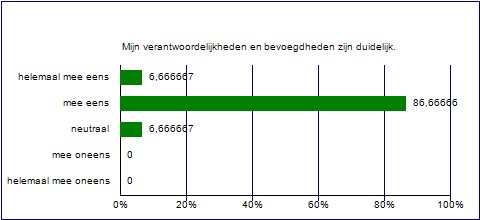 Mijn verantwoordelijkheden en bevoegdheden zijn duidelijk.
helemaal mee eens 6,666667
mee eens 86,66666
neutraal 6,666667
mee oneens 0
helemaal mee oneens 0
0% 20% 40% 60% 80% 100%